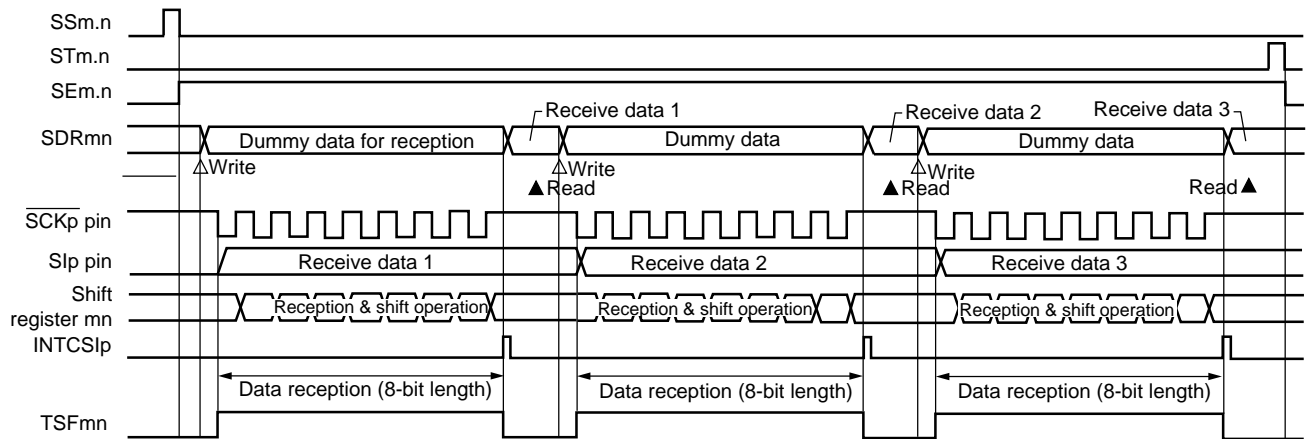 SSm.n
STm.n
SEm.n
SDRmn
Receive data 1
Receive data 2
Receive data 3
Dummy data for reception
Dummy data
Dummy data
Write
Write
Write
Read
Read
Read
SCKp pin
SIp pin
Receive data 1
Receive data 2
Receive data 3
Shift
register mn
Reception & shift operation
Reception & shift operation
Reception & shift operation
INTCSIp
Data reception (8-bit length)
Data reception (8-bit length)
Data reception (8-bit length)
TSFmn